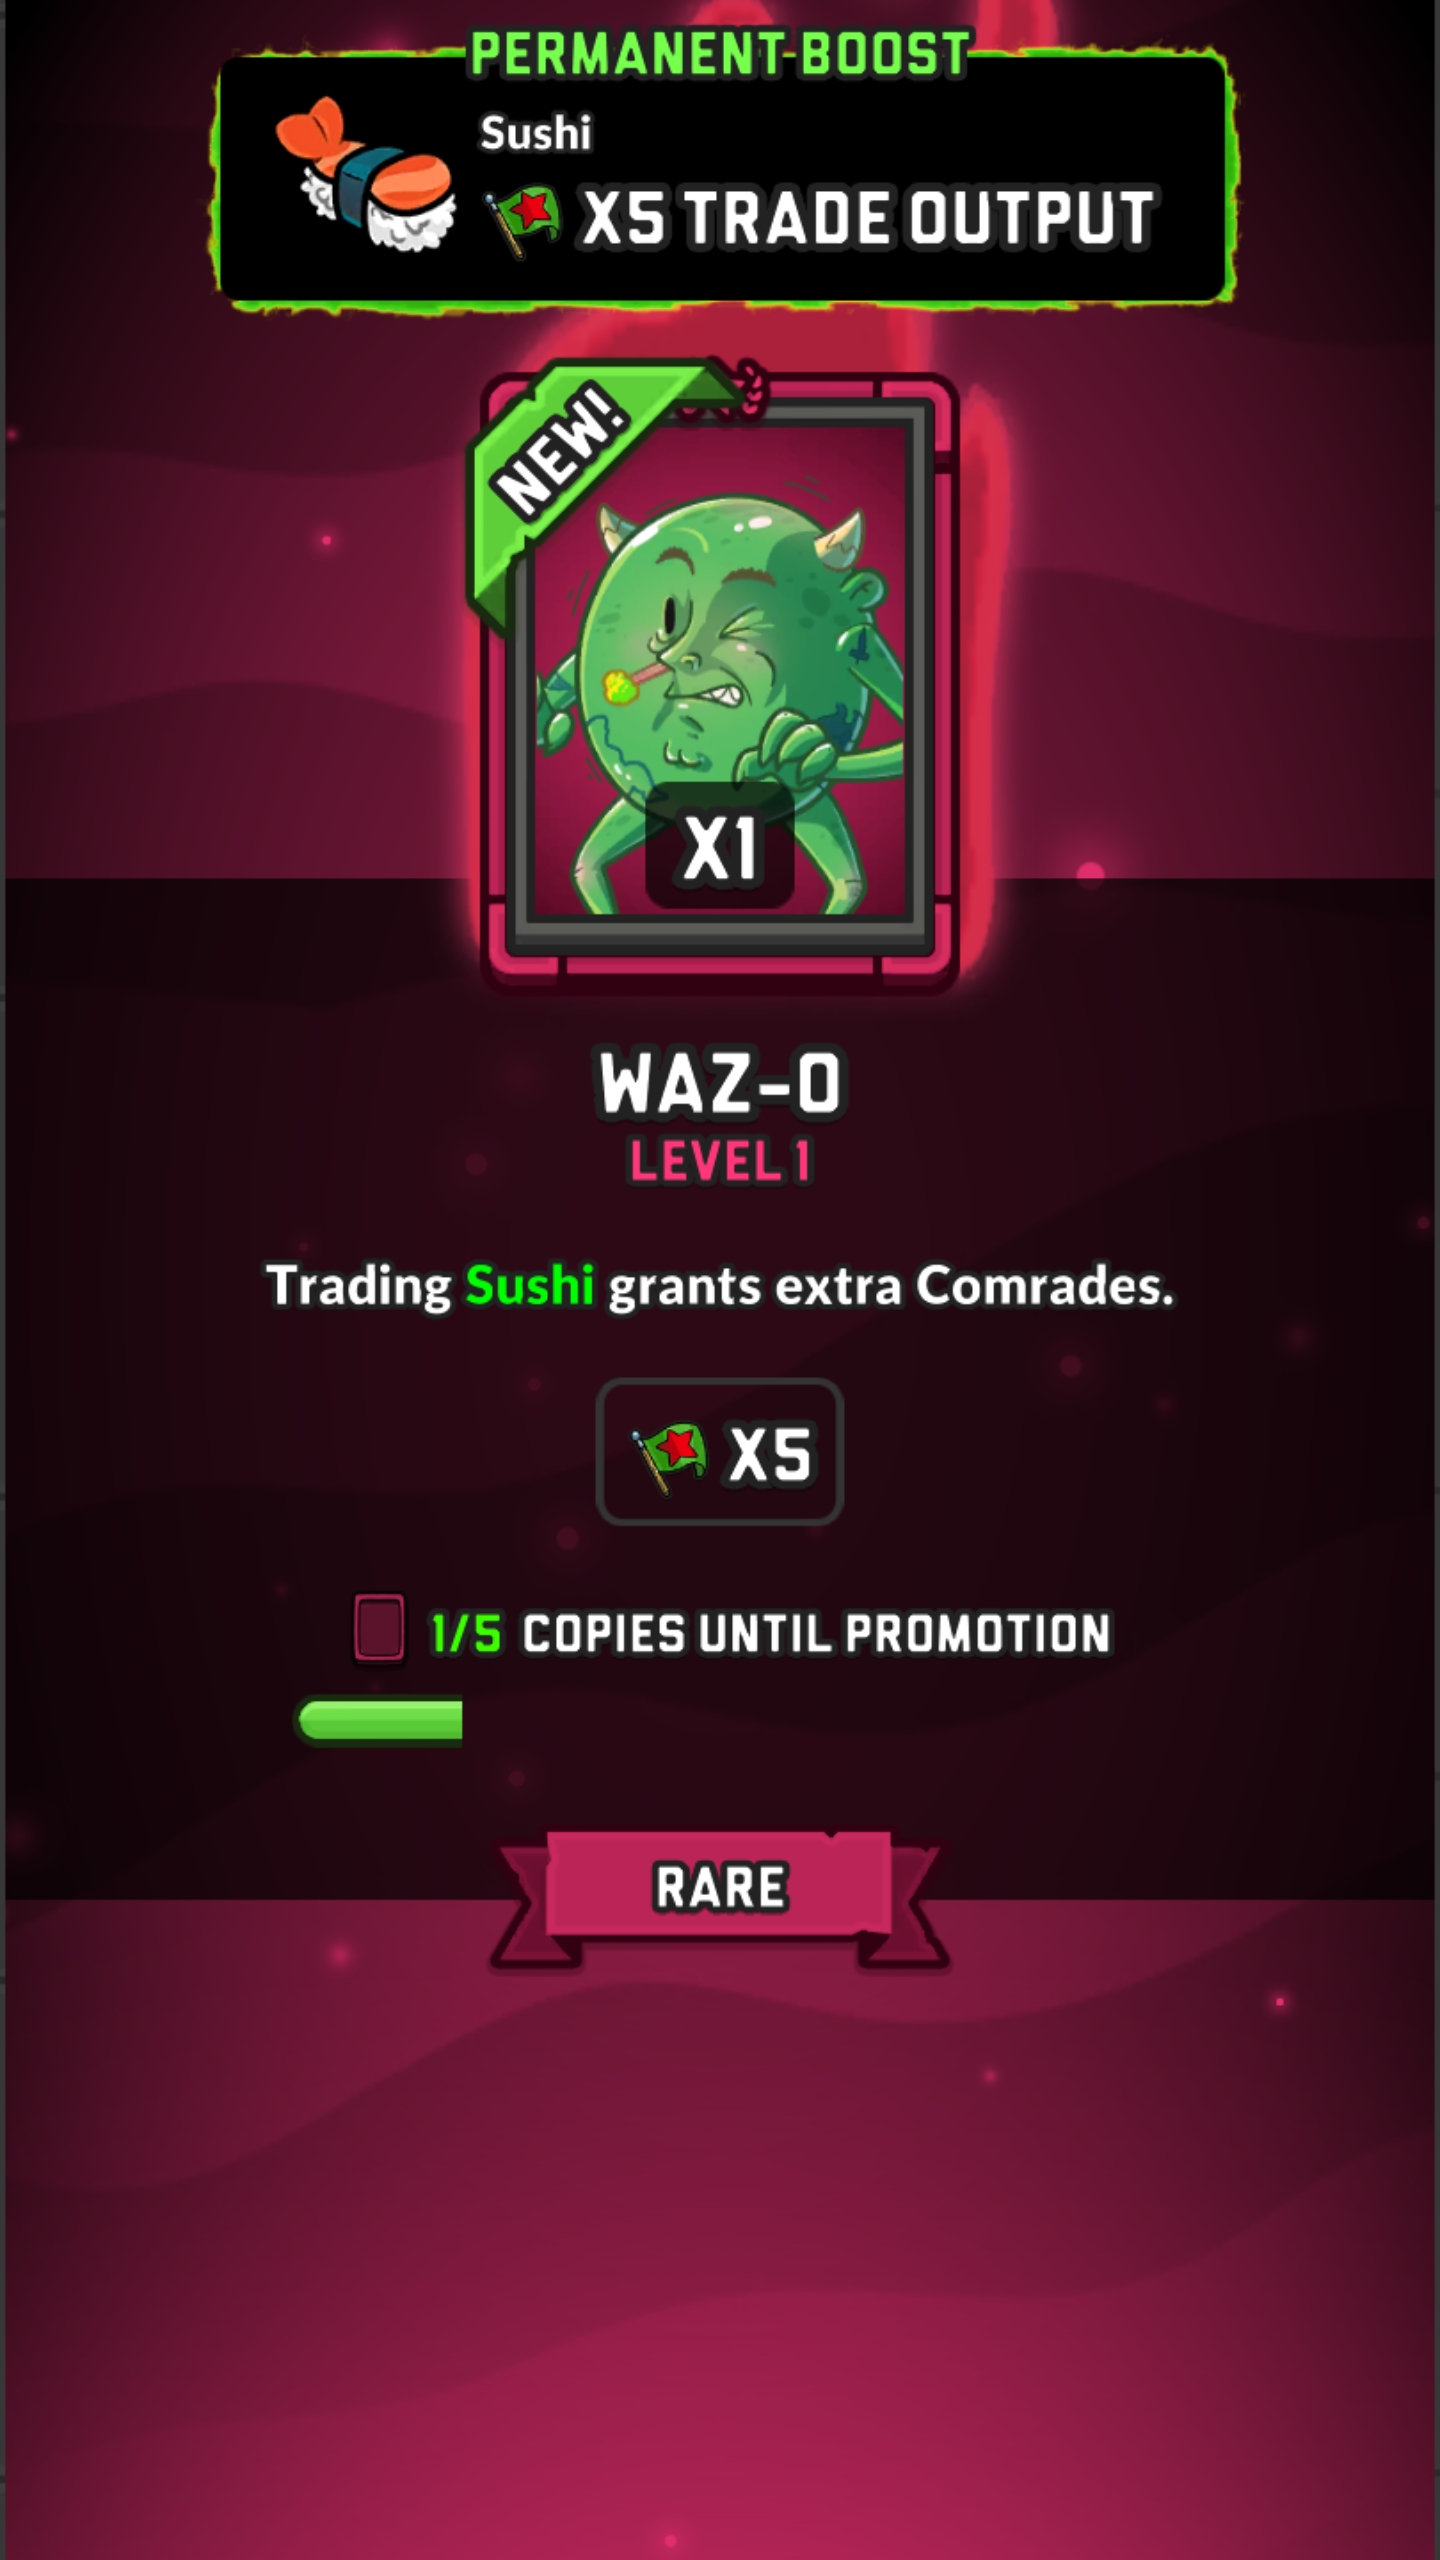 PERMANENT BOOST
Sushi
X5 TRADE OUTPUT
NEW!
X1
WAZ-O
LEVEL 1
Trading Sushi grants extra Comrades.
X5
1/5 COPIES UNTIL PROMOTION
RARE